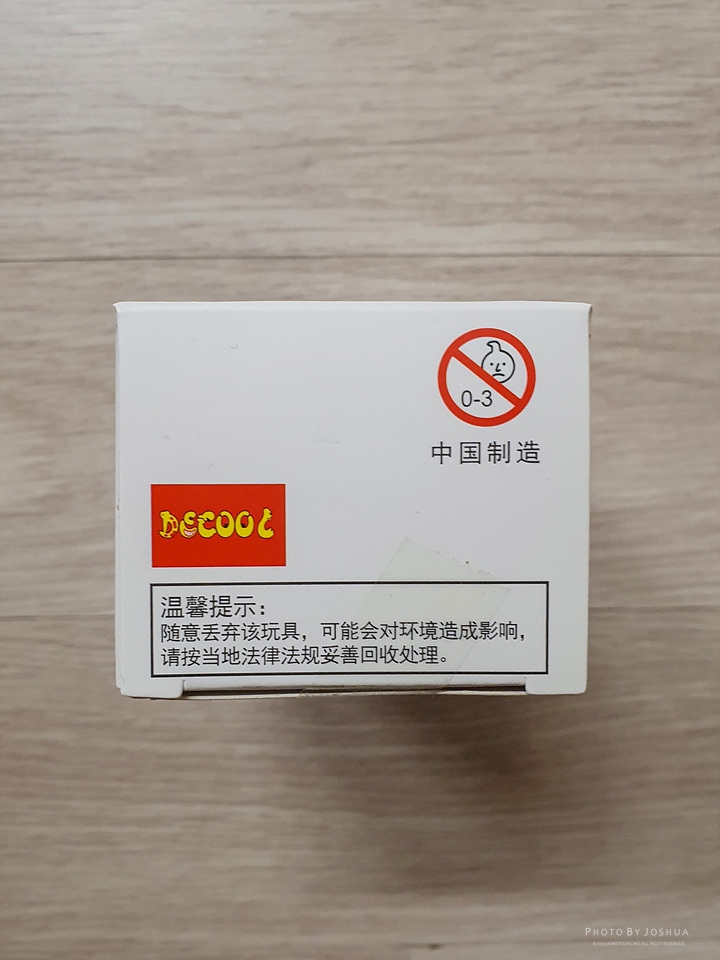 0-3
中国制造
DECOOL
温馨提示：
随意丢弃该玩具，可能会对环境造成影响，
请按当地法律法规妥善回收处理。
PHOTO BY JOSHUA